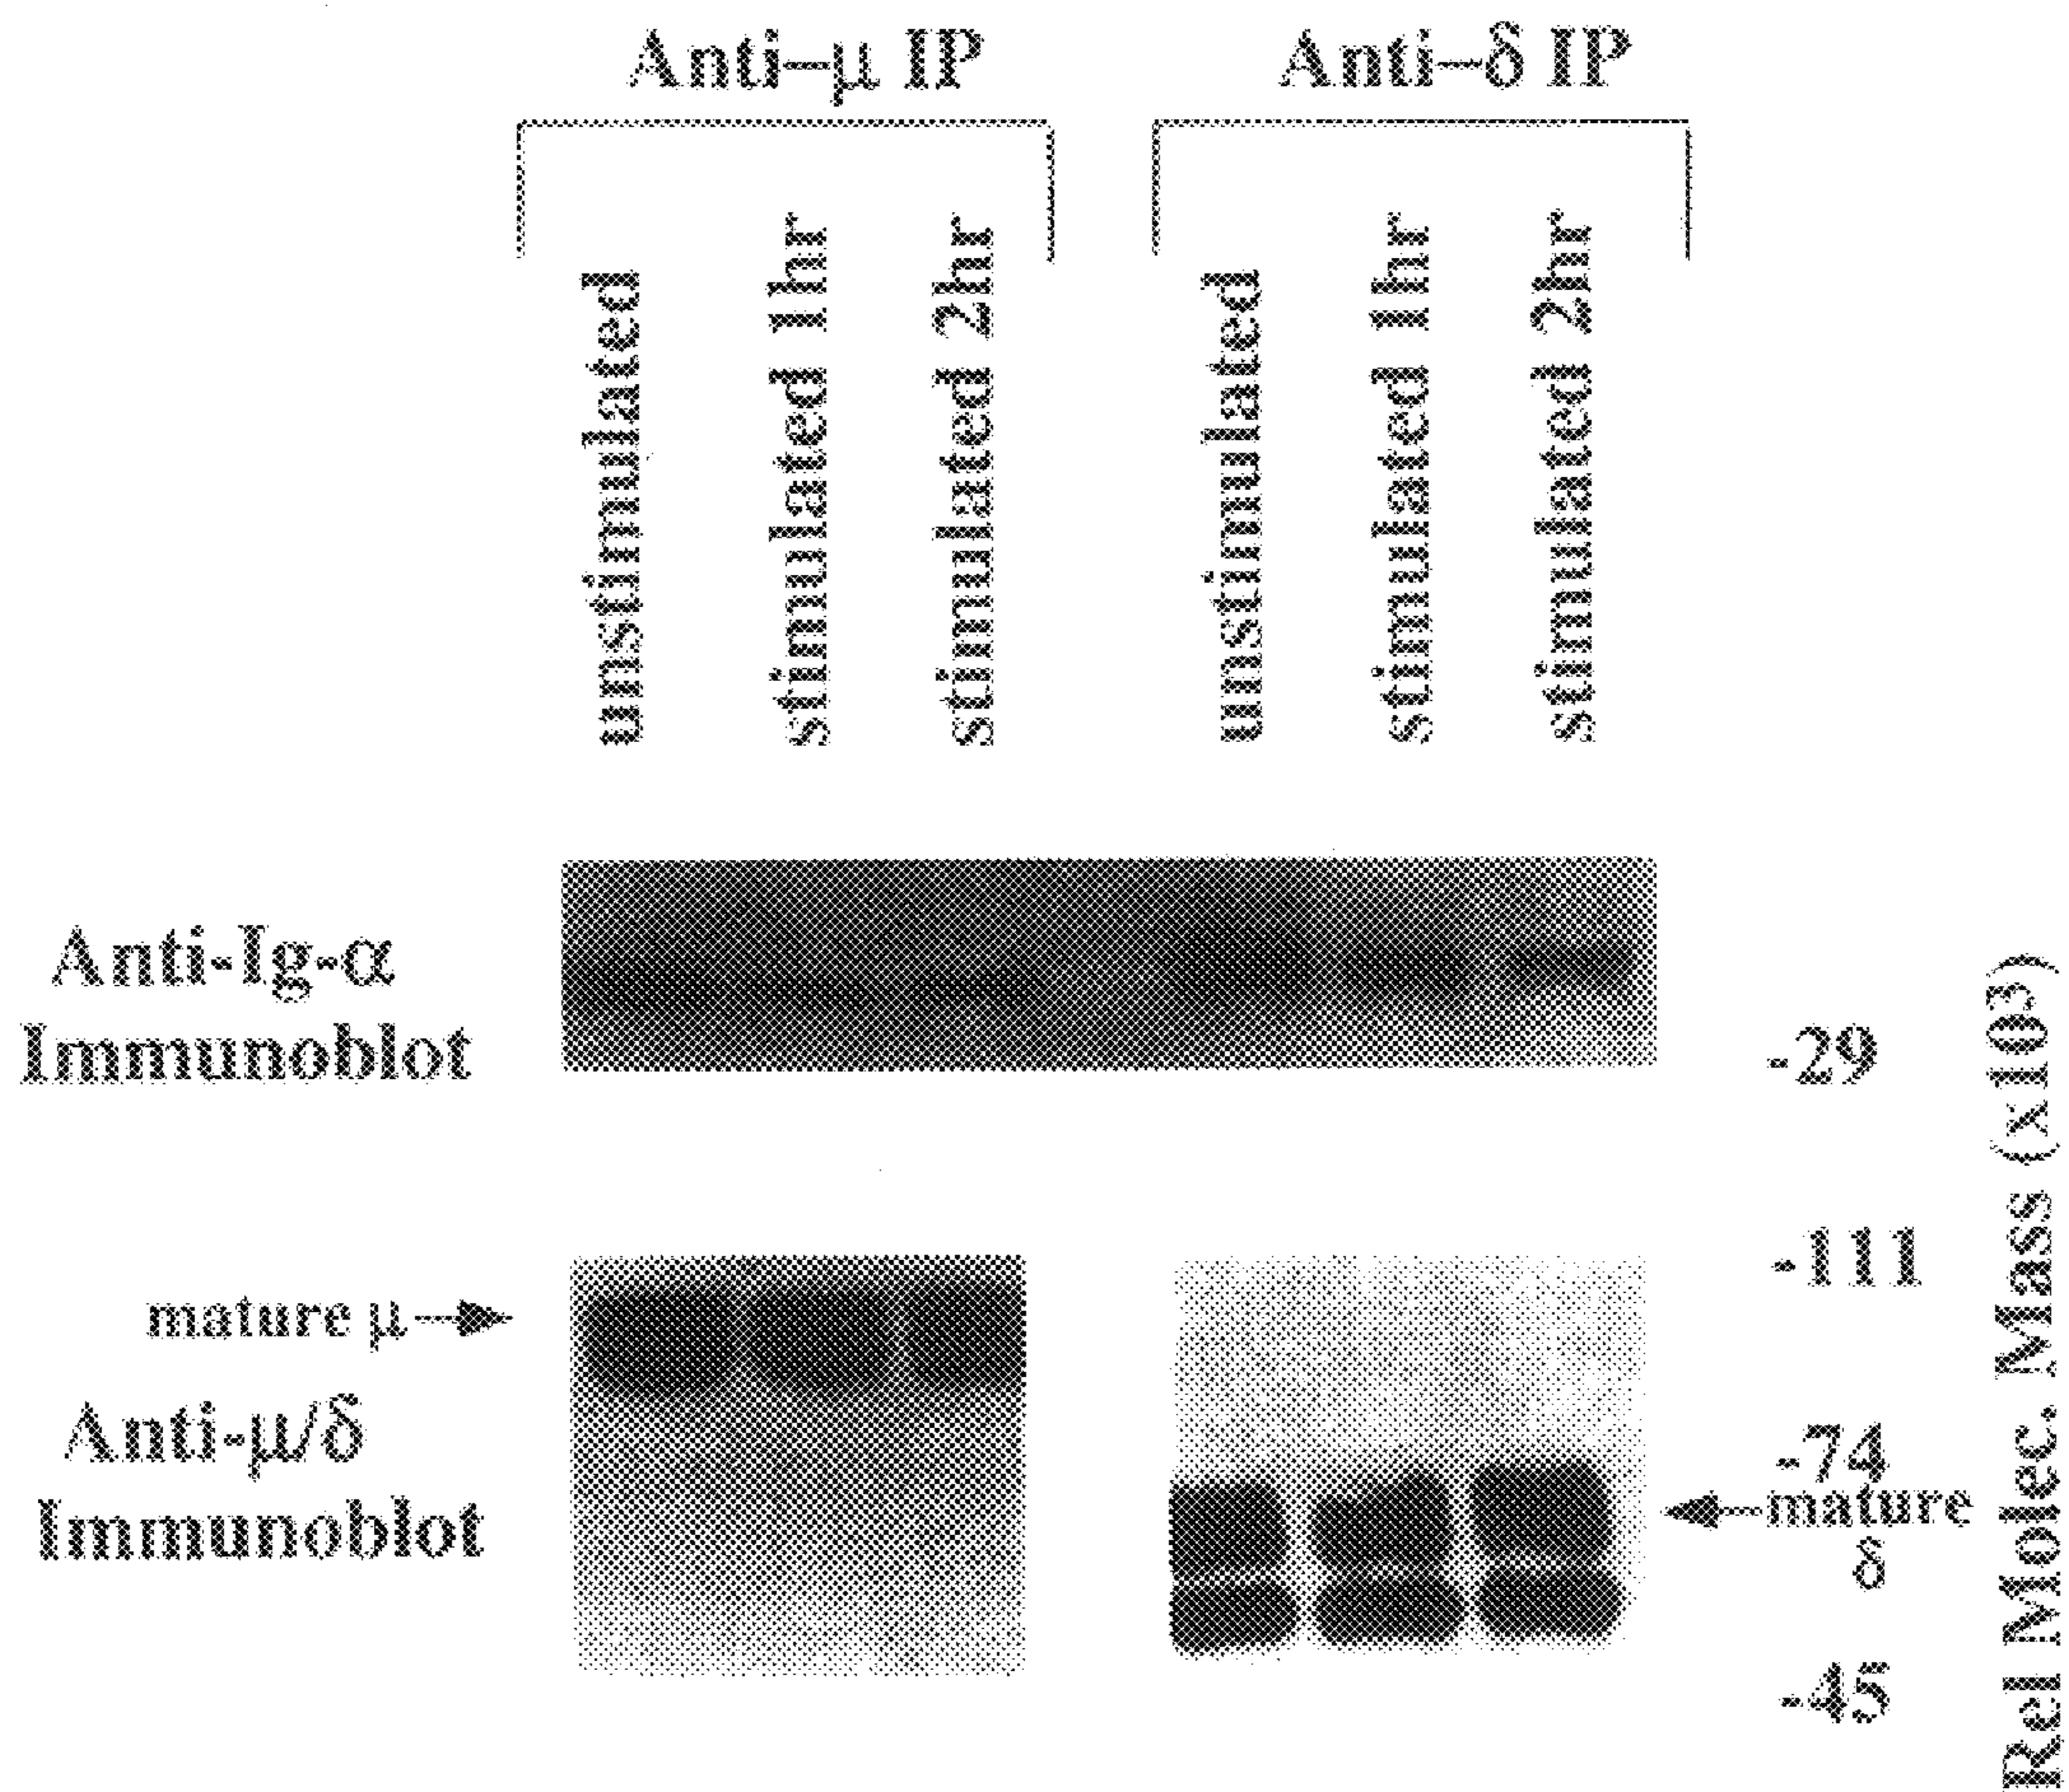 Anti–μ IP
Anti–δ IP
unstimulated
stimulated 1hr
stimulated 2hr
unstimulated
stimulated 1hr
stimulated 2hr
Anti-Ig-α
Immunoblot
-29
-111
mature μ
Anti-μ/δ
Immunoblot
-74
mature
δ
-45
Rel Molec. Mass (x10³)